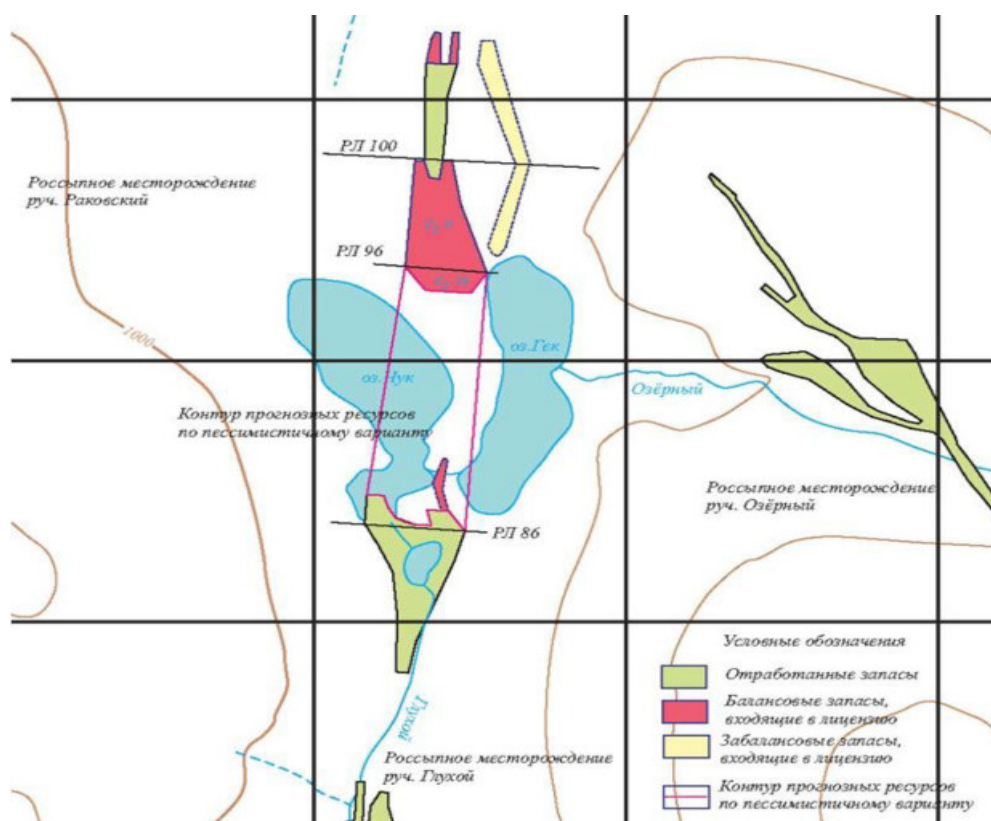 РЛ 100
Россыпное месторождение
руч. Раковский
РЛ 96
1000
оз.Гек
оз.Чук
Озёрный
Контур прогнозных ресурсов
по пессимистичному варианту
Россыпное месторождение
руч. Озёрный
РЛ 86
Условные обозначения
Отработанные запасы
Балансовые запасы,
входящие в лицензию
Забалансовые запасы,
входящие в лицензию
Глухой
Россыпное месторождение
руч. Глухой
Контур прогнозных ресурсов
по пессимистичному варианту